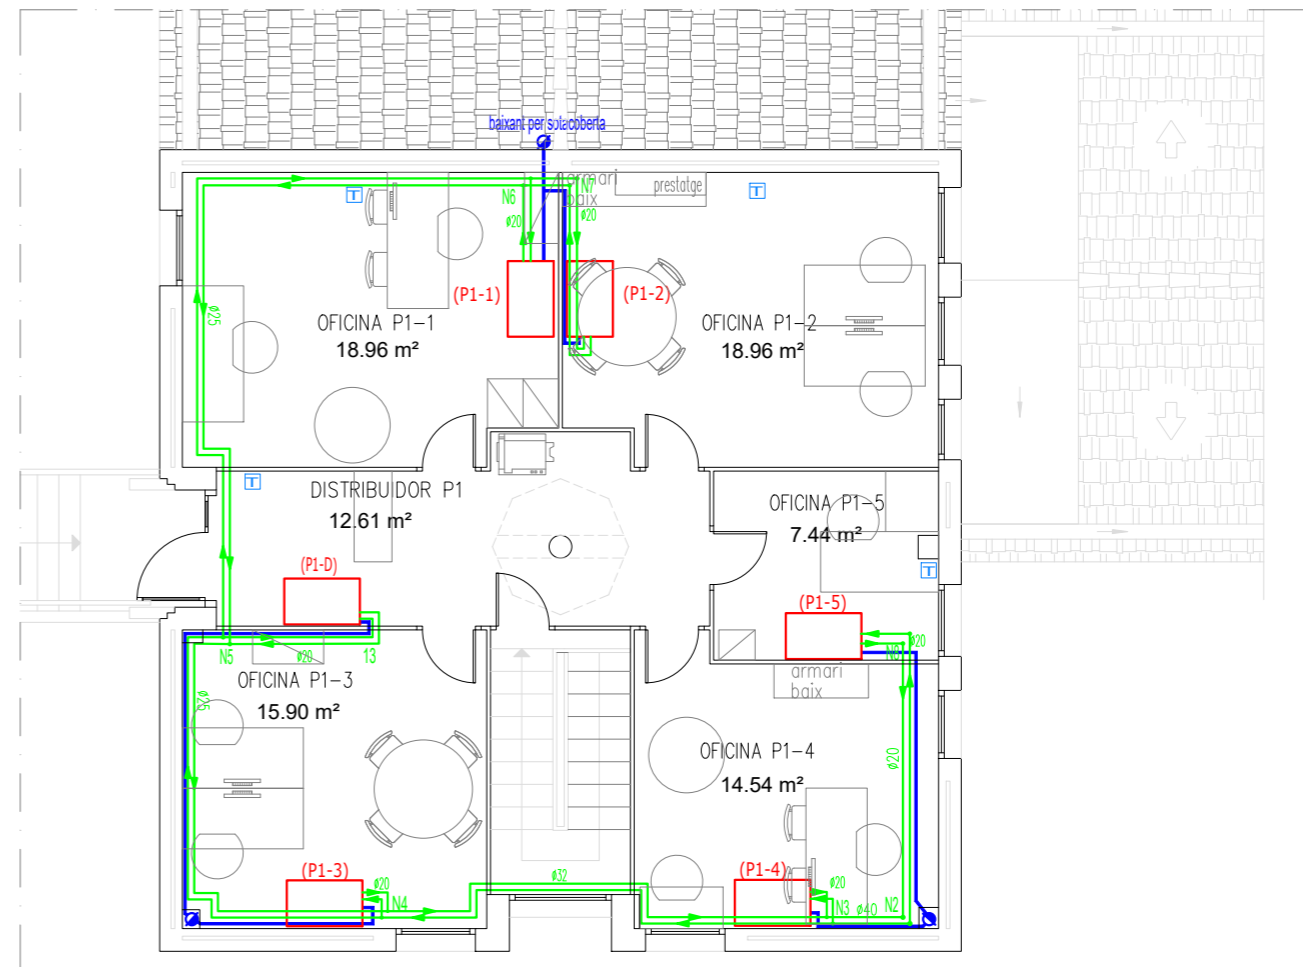 baixant per sotacoberta
armari
baix
prestatge
N7
N6
ø20
ø20
T
T
(P1-1)
(P1-2)
ø25
OFICINA P1-1
18.96 m²
OFICINA P1-2
18.96 m²
T
DISTRIBUIDOR P1
12.61 m²
OFICINA P1-5
7.44 m²
T
(P1-D)
(P1-5)
N5
ø20
13
ø20
OFICINA P1-3
15.90 m²
ø25
armari
baix
OFICINA P1-4
14.54 m²
ø20
(P1-3)
ø20
N4
ø32
(P1-4)
ø20
N3
ø40
N2